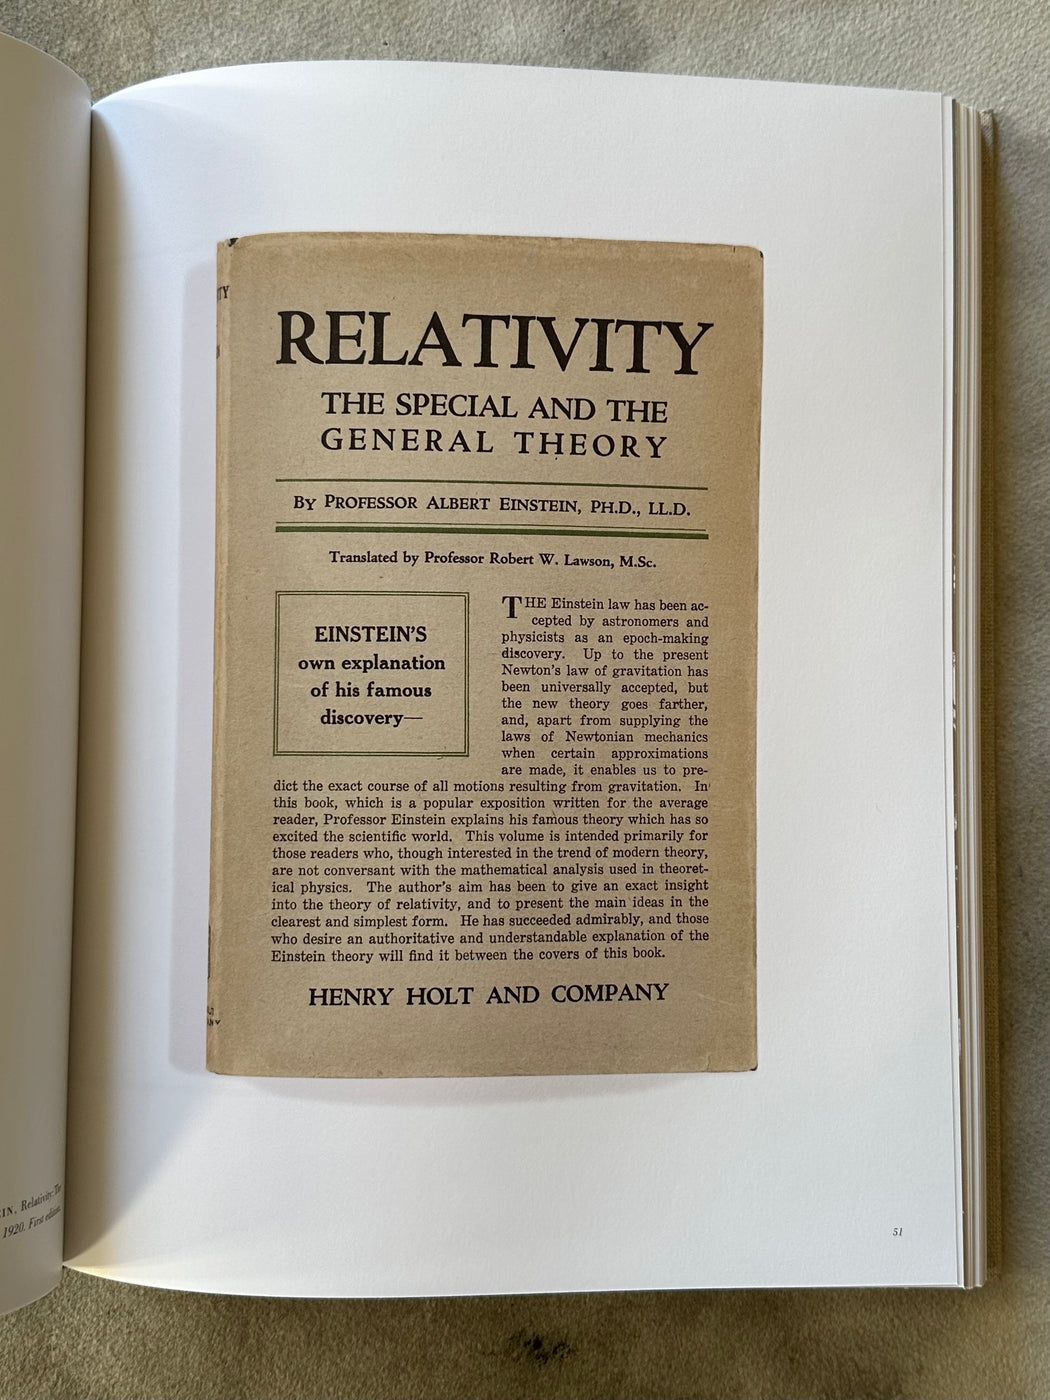 TY
RELATIVITY
THE SPECIAL AND THE
GENERAL THEORY
BY PROFESSOR ALBERT EINSTEIN, PH.D., LL.D.
Translated by Professor Robert W. Lawson, M.Sc.
EINSTEIN'S
own explanation
of his famous
discovery—
THE Einstein law has been ac-
cepted by astronomers and
physicists as an epoch-making
discovery. Up to the present
Newton's law of gravitation has
been universally accepted, but
the new theory goes farther,
and, apart from supplying the
laws of Newtonian mechanics
when certain approximations
are made, it enables us to pre-
dict the exact course of all motions resulting from gravitation. In
this book, which is a popular exposition written for the average
reader, Professor Einstein explains his famous theory which has so
excited the scientific world. This volume is intended primarily for
those readers who, though interested in the trend of modern theory,
are not conversant with the mathematical analysis used in theoret-
ical physics. The author's aim has been to give an exact insight
into the theory of relativity, and to present the main ideas in the
clearest and simplest form. He has succeeded admirably, and those
who desire an authoritative and understandable explanation of the
Einstein theory will find it between the covers of this book.
HENRY HOLT AND COMPANY
EIN. Relativity: The
1920. First edition.
51